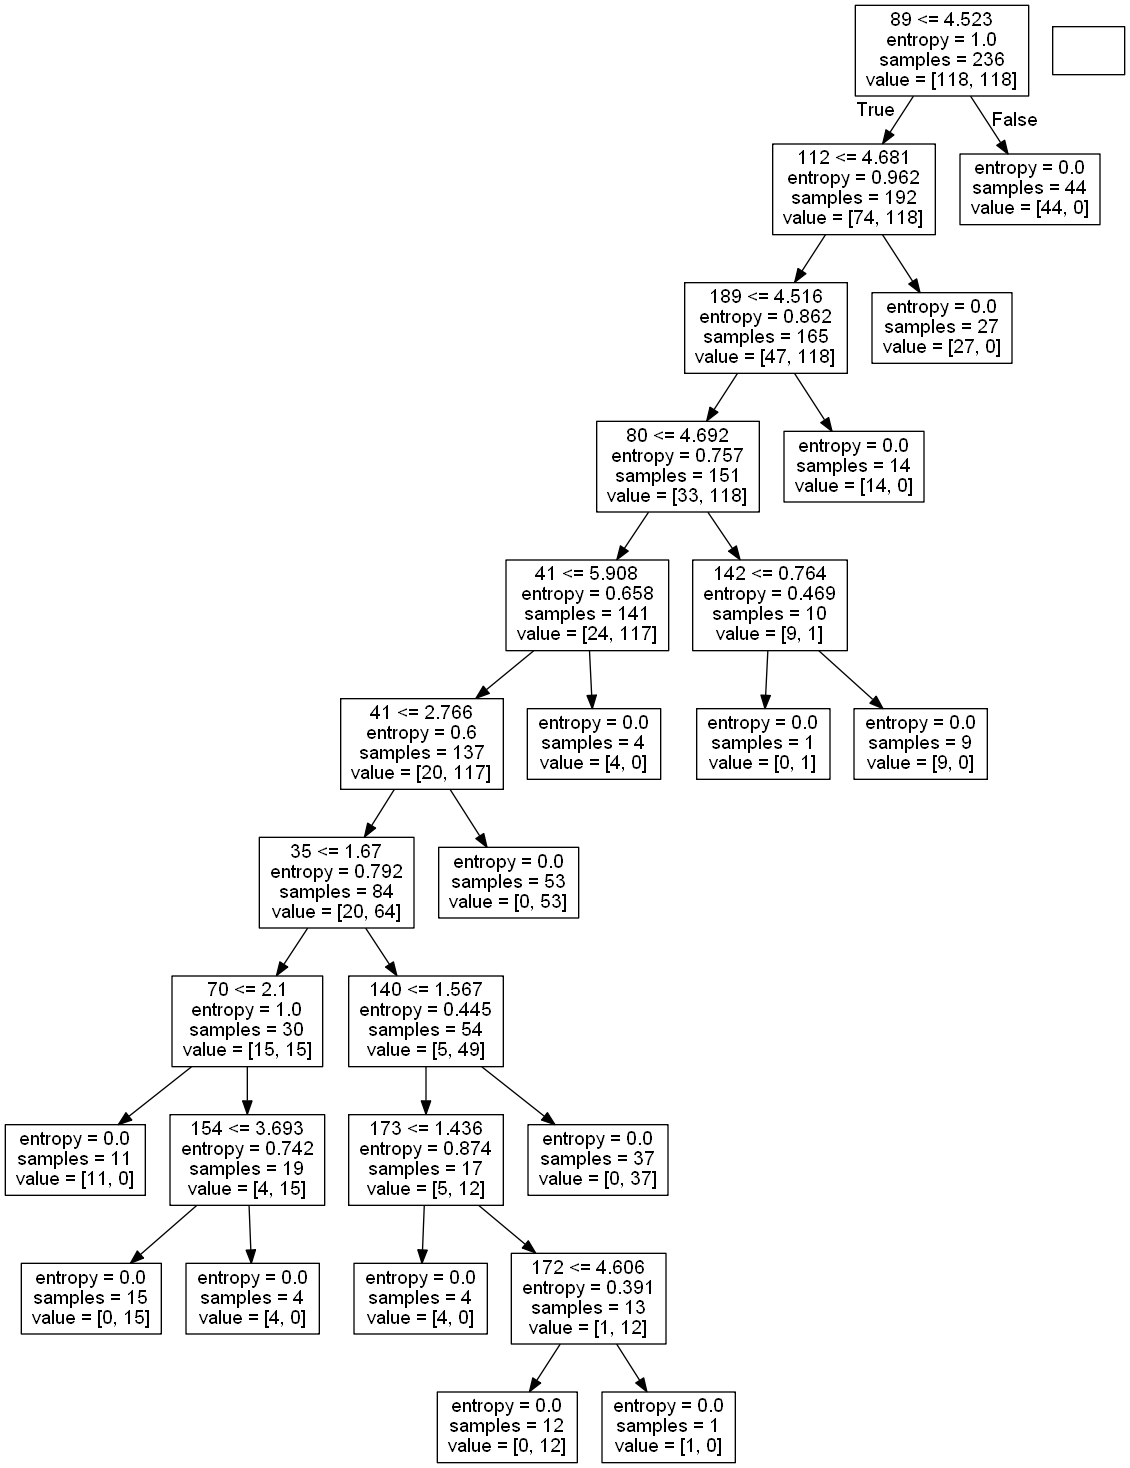 89 <= 4.523
entropy = 1.0
samples = 236
value = [118, 118]
True
False
112 <= 4.681
entropy = 0.962
samples = 192
value = [74, 118]
entropy = 0.0
samples = 44
value = [44, 0]
189 <= 4.516
entropy = 0.862
samples = 165
value = [47, 118]
entropy = 0.0
samples = 27
value = [27, 0]
80 <= 4.692
entropy = 0.757
samples = 151
value = [33, 118]
entropy = 0.0
samples = 14
value = [14, 0]
41 <= 5.908
entropy = 0.658
samples = 141
value = [24, 117]
142 <= 0.764
entropy = 0.469
samples = 10
value = [9, 1]
41 <= 2.766
entropy = 0.6
samples = 137
value = [20, 117]
entropy = 0.0
samples = 4
value = [4, 0]
entropy = 0.0
samples = 1
value = [0, 1]
entropy = 0.0
samples = 9
value = [9, 0]
35 <= 1.67
entropy = 0.792
samples = 84
value = [20, 64]
entropy = 0.0
samples = 53
value = [0, 53]
70 <= 2.1
entropy = 1.0
samples = 30
value = [15, 15]
140 <= 1.567
entropy = 0.445
samples = 54
value = [5, 49]
entropy = 0.0
samples = 11
value = [11, 0]
154 <= 3.693
entropy = 0.742
samples = 19
value = [4, 15]
173 <= 1.436
entropy = 0.874
samples = 17
value = [5, 12]
entropy = 0.0
samples = 37
value = [0, 37]
entropy = 0.0
samples = 15
value = [0, 15]
entropy = 0.0
samples = 4
value = [4, 0]
entropy = 0.0
samples = 4
value = [4, 0]
172 <= 4.606
entropy = 0.391
samples = 13
value = [1, 12]
entropy = 0.0
samples = 12
value = [0, 12]
entropy = 0.0
samples = 1
value = [1, 0]